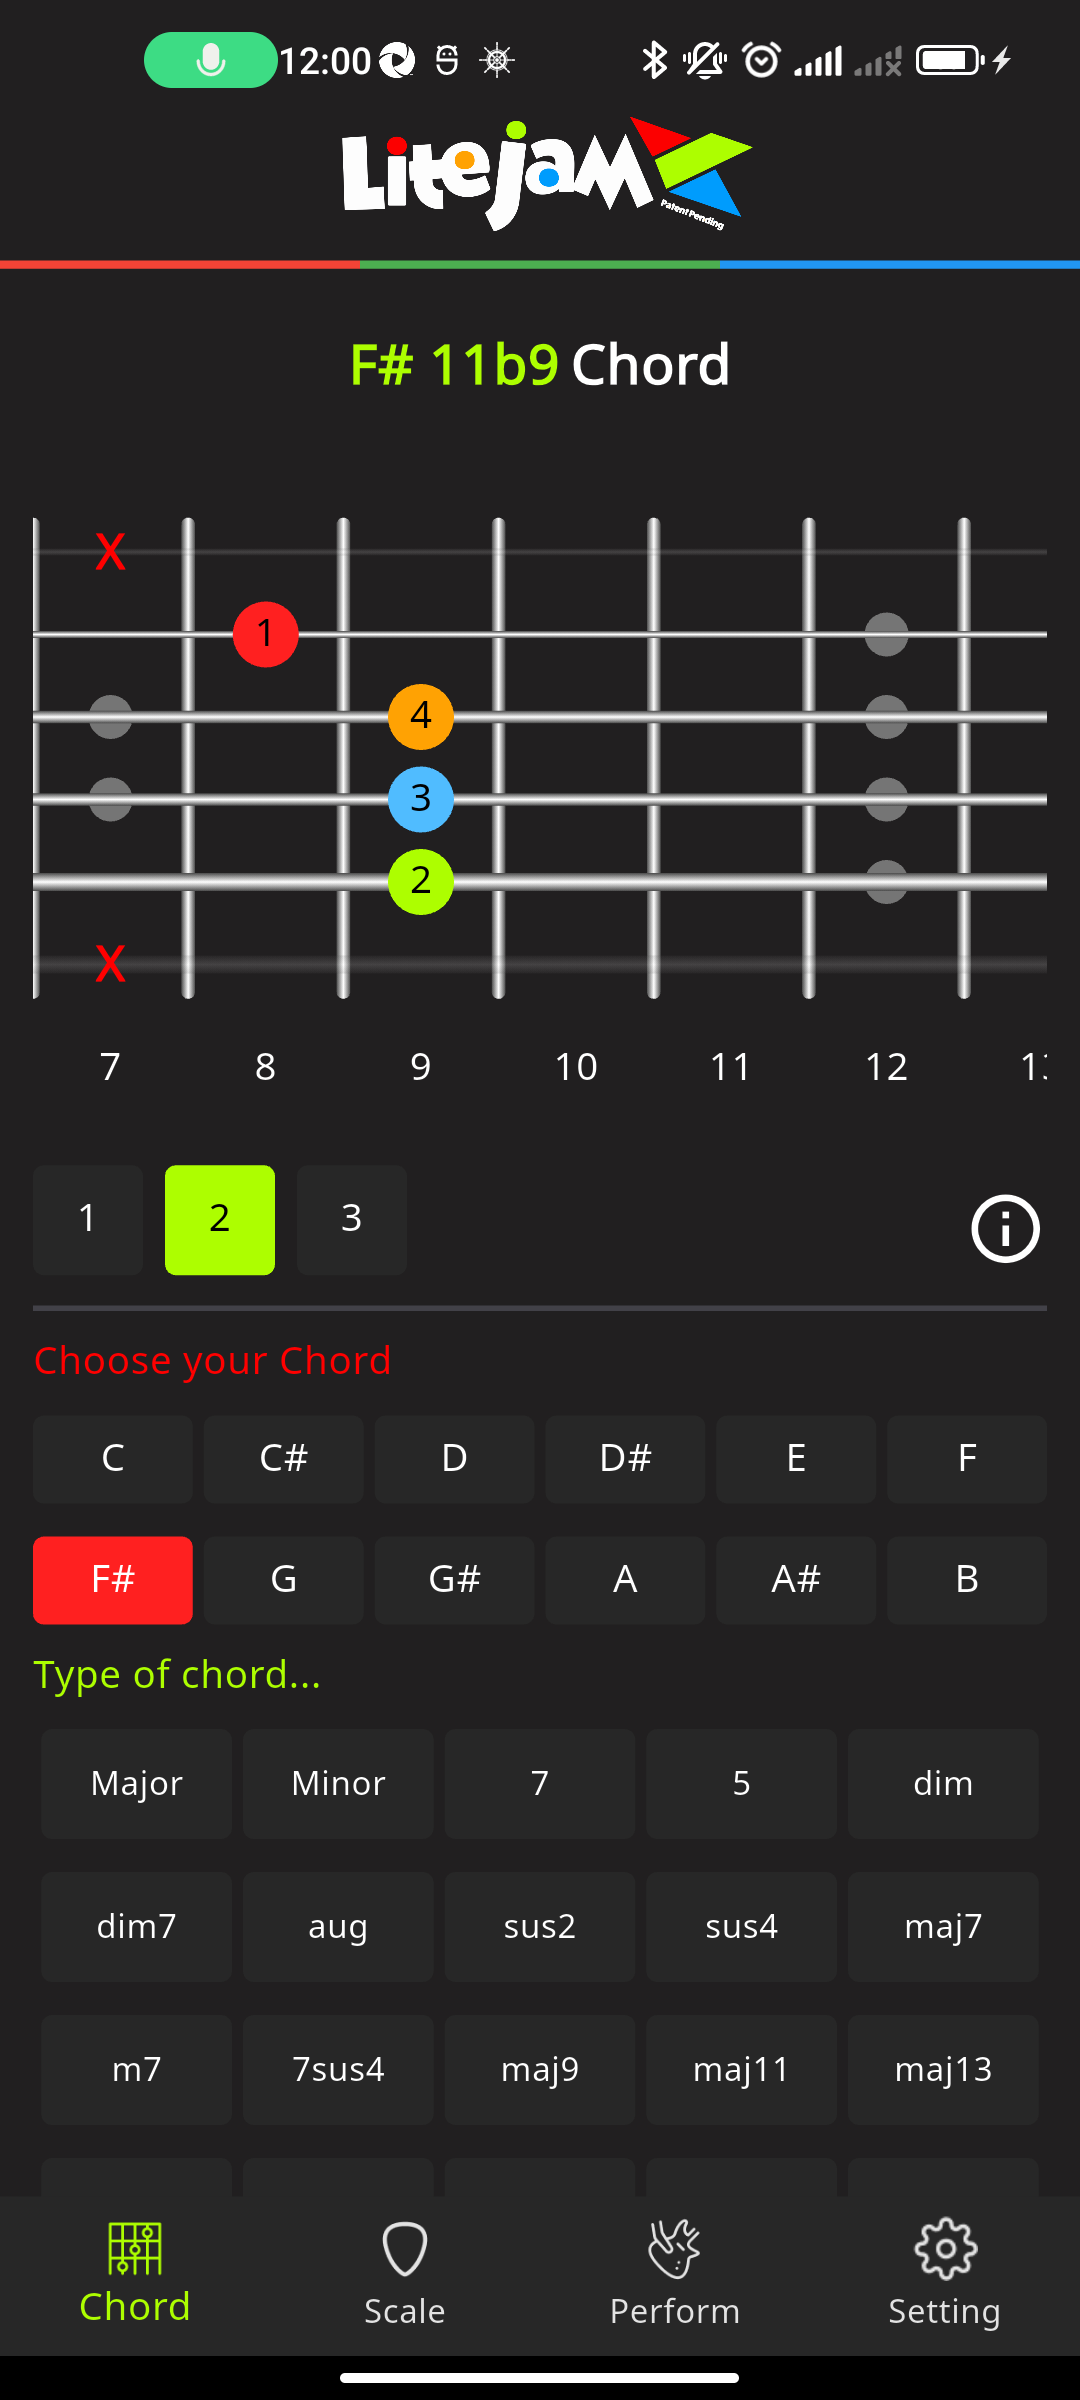 12:00
Litejam
Patent Pending
F# 11b9 Chord
X
1
4
3
2
X
7 8 9 10 11 12
1 2 3
Choose your Chord
C C# D D# E F
F# G G# A A# B
Type of chord...
Major Minor 7 5 dim
dim7 aug sus2 sus4 maj7
m7 7sus4 maj9 maj11 maj13
Chord Scale Perform Setting